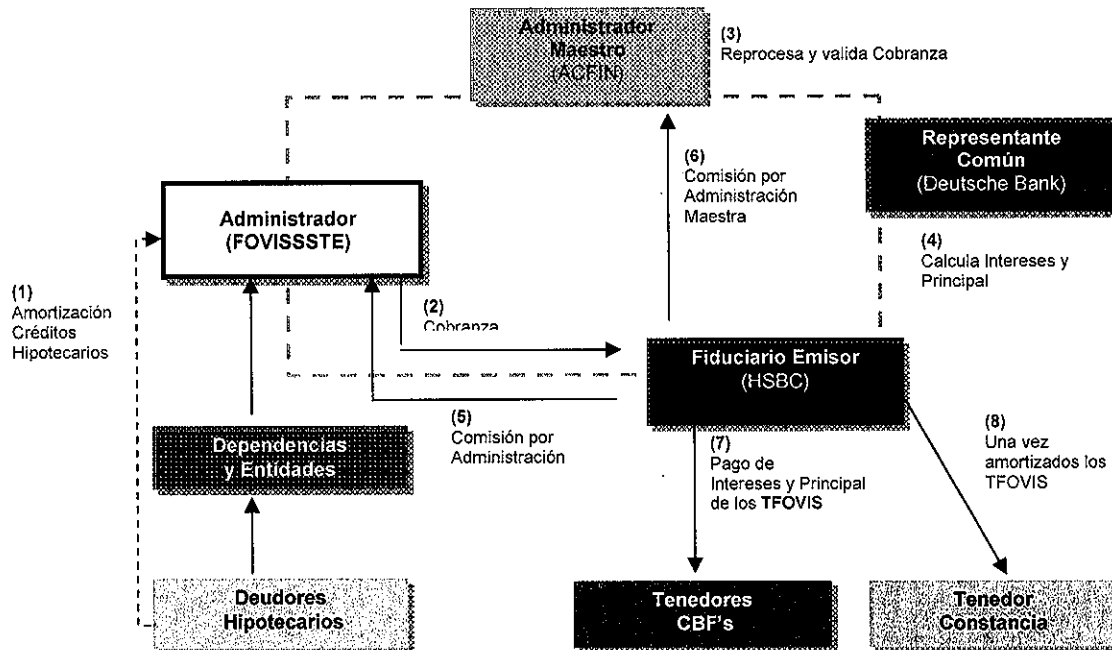 Administrador
Maestro
(ACFIN)
(3)
Reprocesa y valida Cobranza
Representante
Común
(Deutsche Bank)
(6)
Comisión por
Administración
Maestra
Administrador
(FOVISSSTE)
(4)
Calcula Intereses y
Principal
(1)
Amortización
Créditos
Hipotecarios
(2)
Cobranza
Fiduciario Emisor
(HSBC)
(5)
Comisión por
Administración
Dependencias
y Entidades
(7)
Pago de
Intereses y Principal
de los TFOVIS
(8)
Una vez
amortizados los
TFOVIS
Deudores
Hipotecarios
Tenedores
CBF's
Tenedor
Constancia